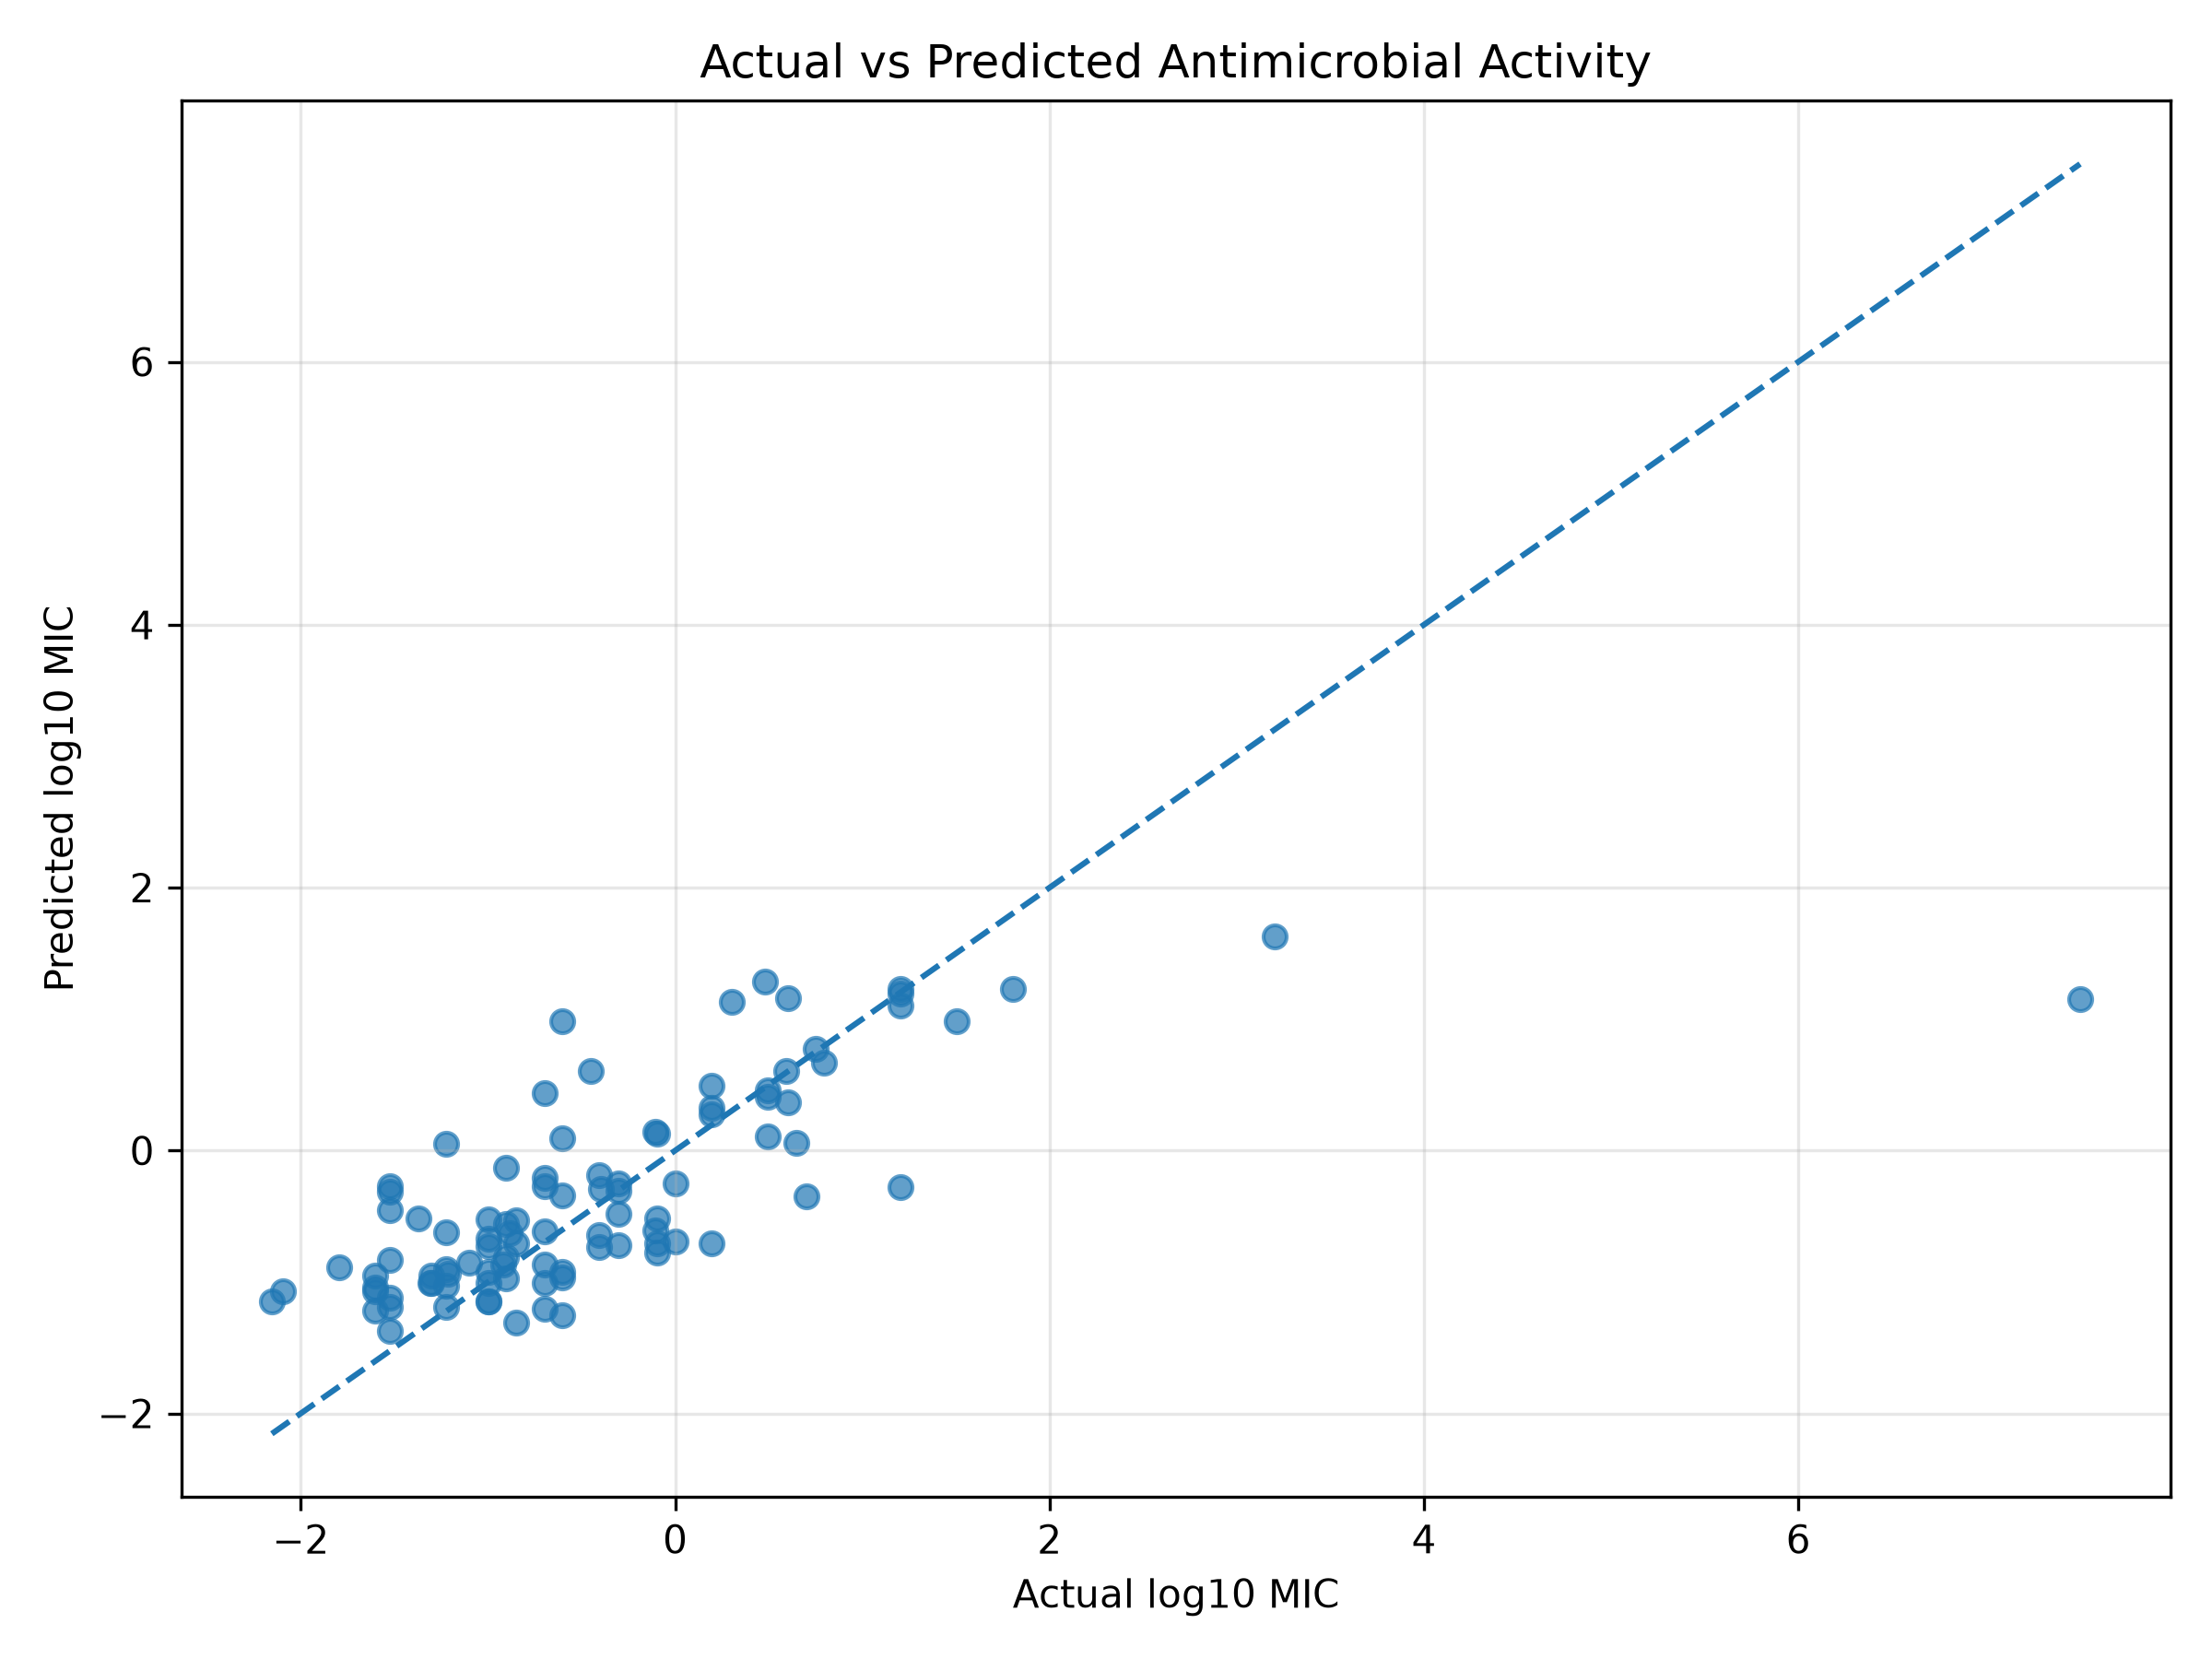 Actual vs Predicted Antimicrobial Activity
Predicted log10 MIC
6
4
2
0
−2
−2 0 2 4 6
Actual log10 MIC